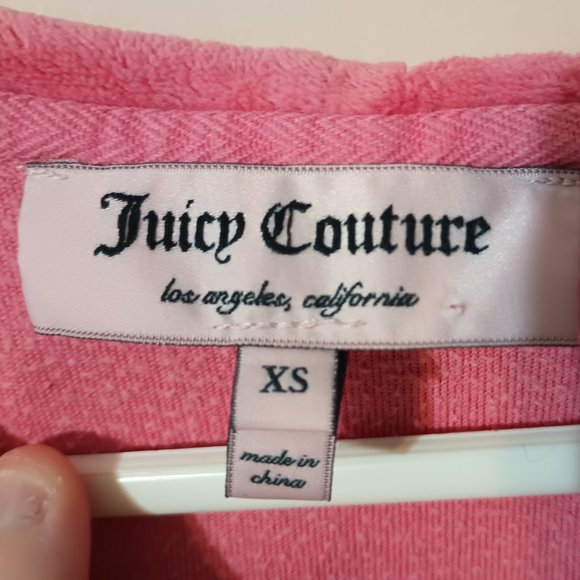 Juicy Couture
los angeles, california
XS
made in
china